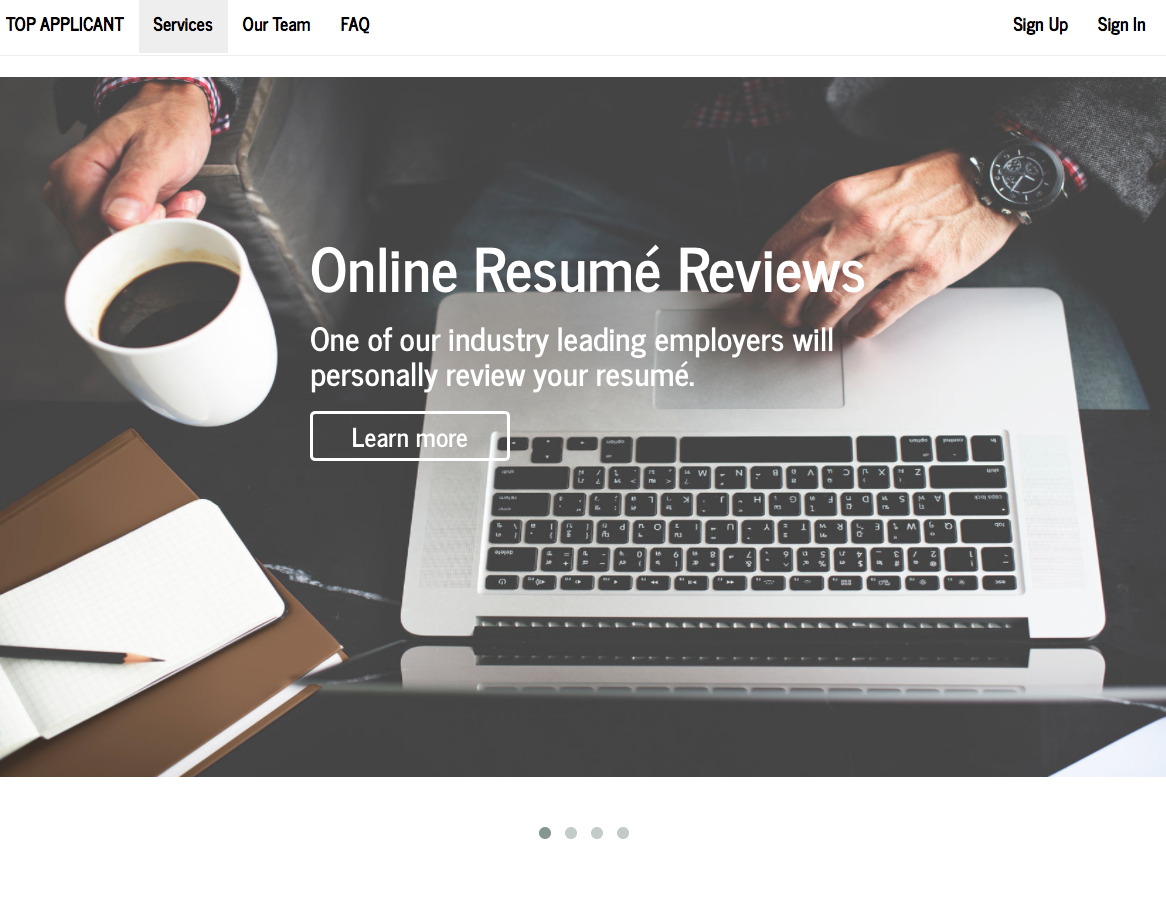 TOP APPLICANT Services Our Team FAQ Sign Up Sign In
Online Resumé Reviews
One of our industry leading employers will
personally review your resumé.
Learn more